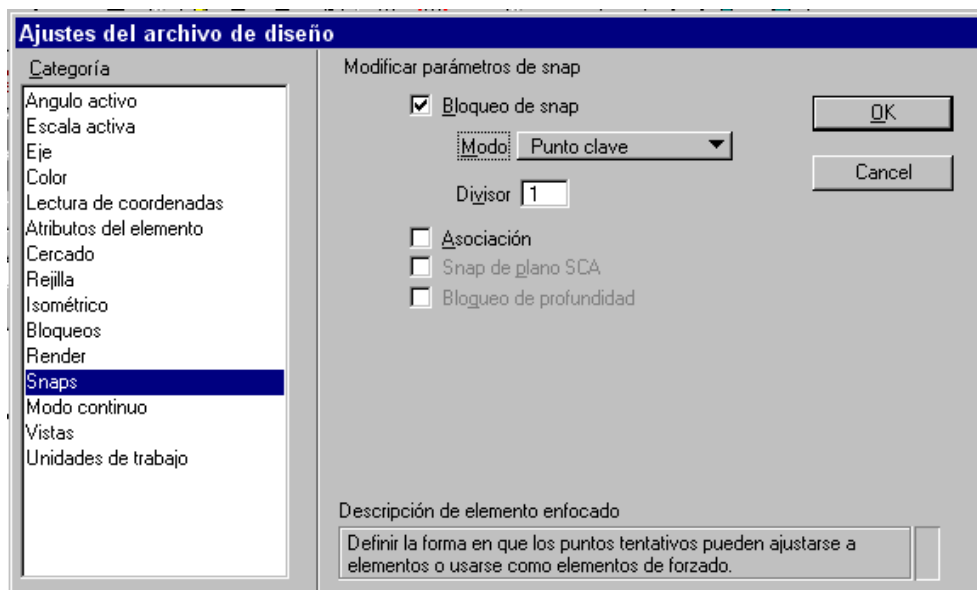 Ajustes del archivo de diseño
Categoría
Angulo activo
Escala activa
Eje
Color
Lectura de coordenadas
Atributos del elemento
Cercado
Rejilla
Isométrico
Bloqueos
Render
Snaps
Modo continuo
Vistas
Unidades de trabajo
Modificar parámetros de snap
Bloqueo de snap
Modo Punto clave
Divisor 1
Asociación
Snap de plano SCA
Bloqueo de profundidad
OK
Cancel
Descripción de elemento enfocado
Definir la forma en que los puntos tentativos pueden ajustarse a
elementos o usarse como elementos de forzado.